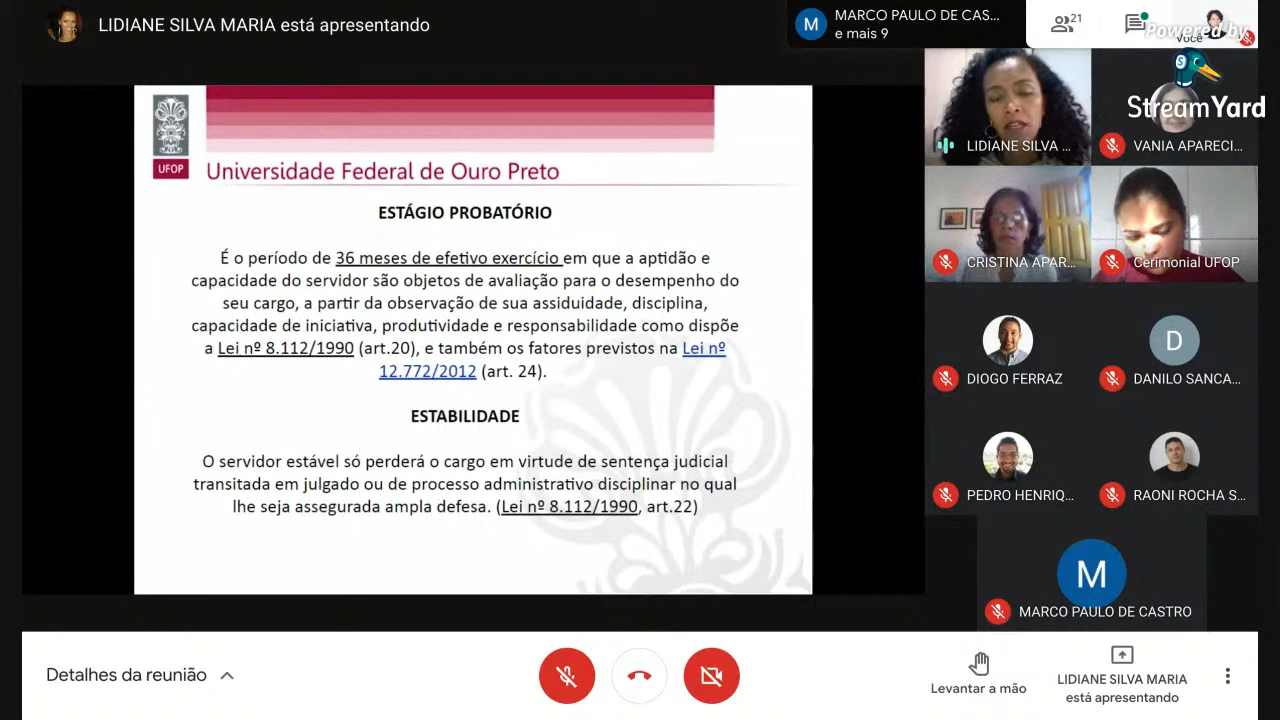 LIDIANE SILVA MARIA está apresentando
M
MARCO PAULO DE CAS...
e mais 9
21
Você
Powered by
S
StreamYard
UFOP
Universidade Federal de Ouro Preto
ESTÁGIO PROBATÓRIO
É o período de 36 meses de efetivo exercício em que a aptidão e
capacidade do servidor são objetos de avaliação para o desempenho do
seu cargo, a partir da observação de sua assiduidade, disciplina,
capacidade de iniciativa, produtividade e responsabilidade como dispõe
a Lei nº 8.112/1990 (art.20), e também os fatores previstos na Lei nº
12.772/2012 (art. 24).
ESTABILIDADE
O servidor estável só perderá o cargo em virtude de sentença judicial
transitada em julgado ou de processo administrativo disciplinar no qual
lhe seja assegurada ampla defesa. (Lei nº 8.112/1990, art.22)
LIDIANE SILVA ...
VANIA APARECI...
CRISTINA APAR...
Cerimonial UFOP
DIOGO FERRAZ
D
DANILO SANCA...
PEDRO HENRIQ...
RAONI ROCHA S...
M
MARCO PAULO DE CASTRO
Detalhes da reunião
Levantar a mão
LIDIANE SILVA MARIA
está apresentando